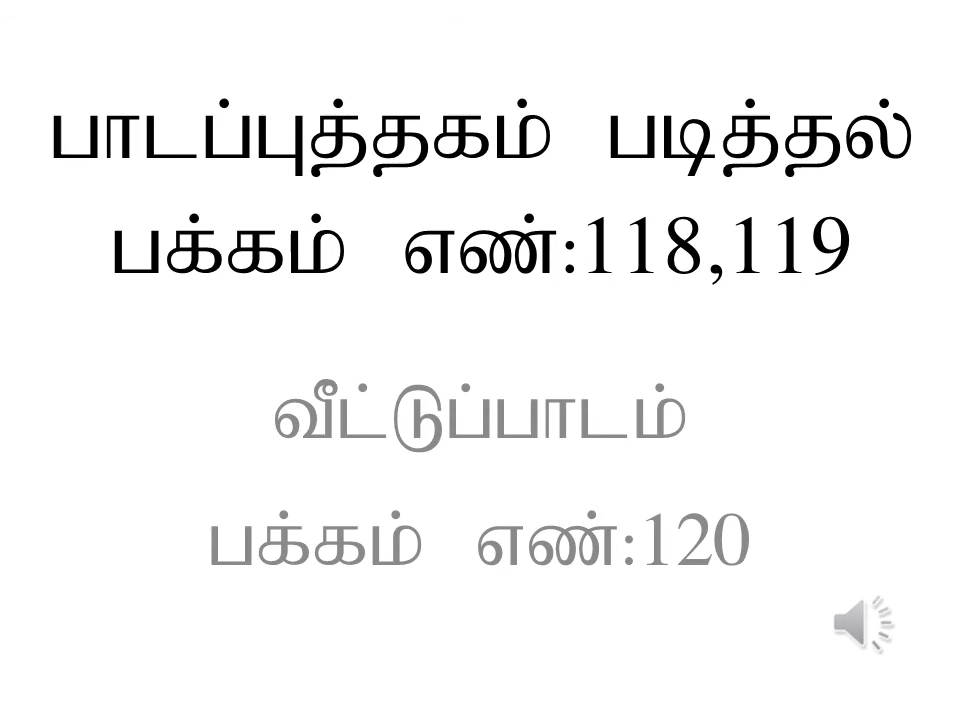 பாடப்புத்தகம் படித்தல்
பக்கம் எண்:118,119
வீட்டுப்பாடம்
பக்கம் எண்:120